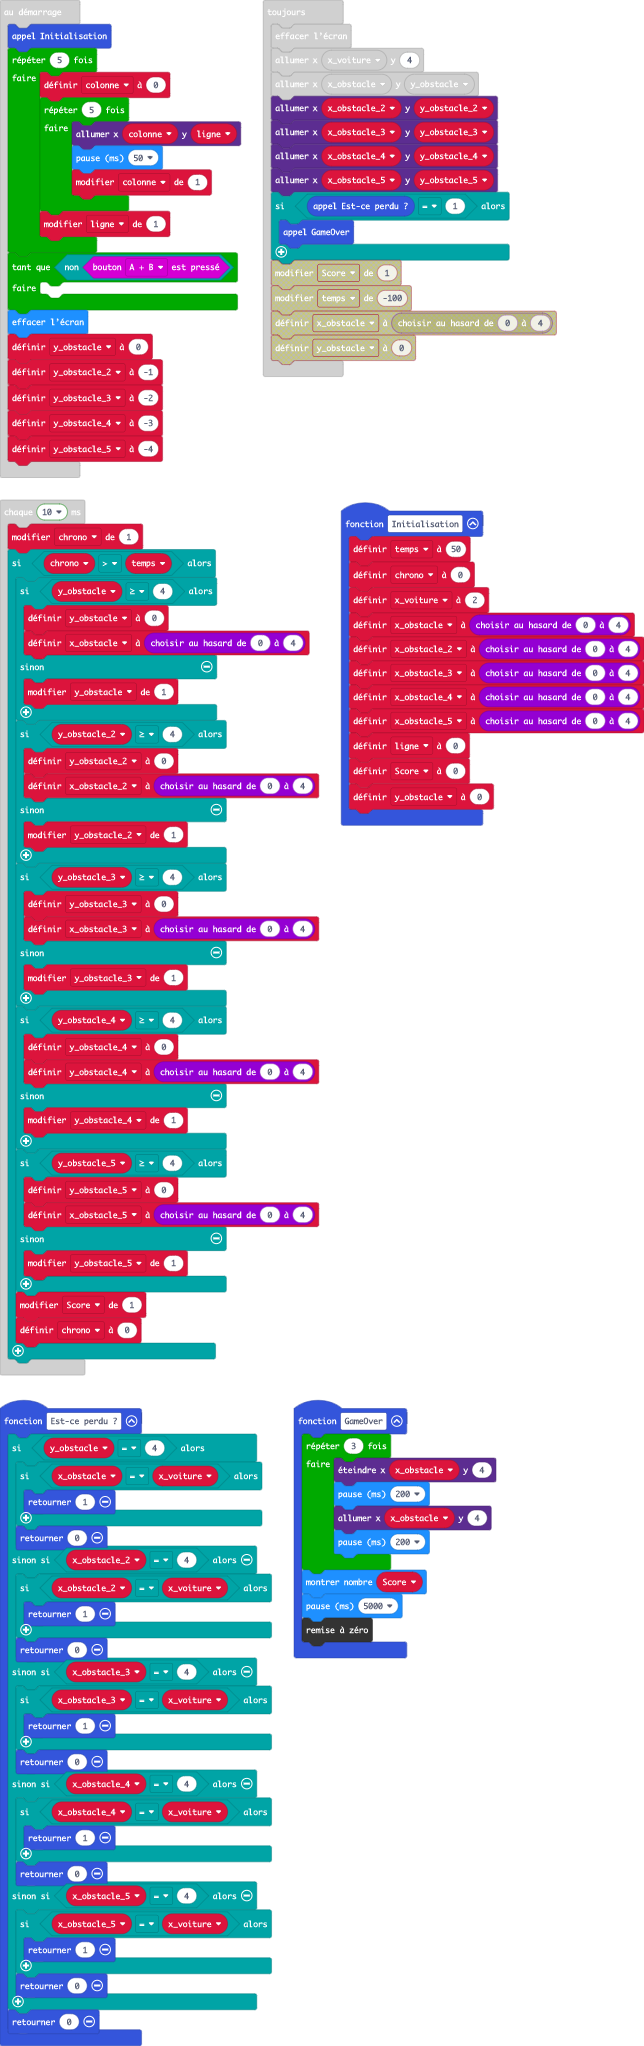 au démarrage
appel Initialisation
répéter 5 fois
faire
définir colonne à 0
répéter 5 fois
faire
allumer x colonne y ligne
pause (ms) 50
modifier colonne de 1
modifier ligne de 1
tant que non bouton A + B est pressé
faire
effacer l'écran
définir y_obstacle à 0
définir y_obstacle_2 à -1
définir y_obstacle_3 à -2
définir y_obstacle_4 à -3
définir y_obstacle_5 à -4
toujours
effacer l'écran
allumer x x_voiture y 4
allumer x x_obstacle y y_obstacle
allumer x x_obstacle_2 y y_obstacle_2
allumer x x_obstacle_3 y y_obstacle_3
allumer x x_obstacle_4 y y_obstacle_4
allumer x x_obstacle_5 y y_obstacle_5
si appel Est-ce perdu ? = 1 alors
appel GameOver
modifier Score de 1
modifier temps de -100
définir x_obstacle à choisir au hasard de 0 à 4
définir y_obstacle à 0
chaque 10 ms
modifier chrono de 1
si chrono > temps alors
si y_obstacle ≥ 4 alors
définir y_obstacle à 0
définir x_obstacle à choisir au hasard de 0 à 4
sinon
modifier y_obstacle de 1
si y_obstacle_2 ≥ 4 alors
définir y_obstacle_2 à 0
définir x_obstacle_2 à choisir au hasard de 0 à 4
sinon
modifier y_obstacle_2 de 1
si y_obstacle_3 ≥ 4 alors
définir y_obstacle_3 à 0
définir x_obstacle_3 à choisir au hasard de 0 à 4
sinon
modifier y_obstacle_3 de 1
si y_obstacle_4 ≥ 4 alors
définir y_obstacle_4 à 0
définir y_obstacle_4 à choisir au hasard de 0 à 4
sinon
modifier y_obstacle_4 de 1
si y_obstacle_5 ≥ 4 alors
définir y_obstacle_5 à 0
définir x_obstacle_5 à choisir au hasard de 0 à 4
sinon
modifier y_obstacle_5 de 1
modifier Score de 1
définir chrono à 0
fonction Initialisation
définir temps à 50
définir chrono à 0
définir x_voiture à 2
définir x_obstacle à choisir au hasard de 0 à 4
définir x_obstacle_2 à choisir au hasard de 0 à 4
définir x_obstacle_3 à choisir au hasard de 0 à 4
définir x_obstacle_4 à choisir au hasard de 0 à 4
définir x_obstacle_5 à choisir au hasard de 0 à 4
définir ligne à 0
définir Score à 0
définir y_obstacle à 0
fonction Est-ce perdu ?
si y_obstacle = 4 alors
si x_obstacle = x_voiture alors
retourner 1
retourner 0
sinon si x_obstacle_2 = 4 alors
si x_obstacle_2 = x_voiture alors
retourner 1
retourner 0
sinon si x_obstacle_3 = 4 alors
si x_obstacle_3 = x_voiture alors
retourner 1
retourner 0
sinon si x_obstacle_4 = 4 alors
si x_obstacle_4 = x_voiture alors
retourner 1
retourner 0
sinon si x_obstacle_5 = 4 alors
si x_obstacle_5 = x_voiture alors
retourner 1
retourner 0
retourner 0
fonction GameOver
répéter 3 fois
faire
éteindre x x_obstacle y 4
pause (ms) 200
allumer x x_obstacle y 4
pause (ms) 200
montrer nombre Score
pause (ms) 5000
remise à zéro